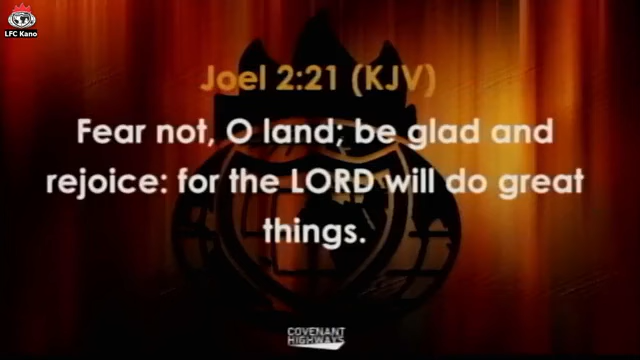 LFC Kano
Joel 2:21 (KJV)
Fear not, O land; be glad and
rejoice: for the LORD will do great
things.
COVENANT
HIGHWAYS